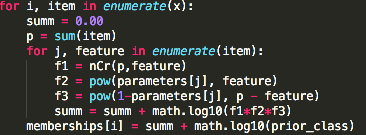 for i, item in enumerate(x):
    summ = 0.00
    p = sum(item)
    for j, feature in enumerate(item):
        f1 = nCr(p,feature)
        f2 = pow(parameters[j], feature)
        f3 = pow(1-parameters[j], p - feature)
        summ = summ + math.log10(f1*f2*f3)
    memberships[i] = summ + math.log10(prior_class)